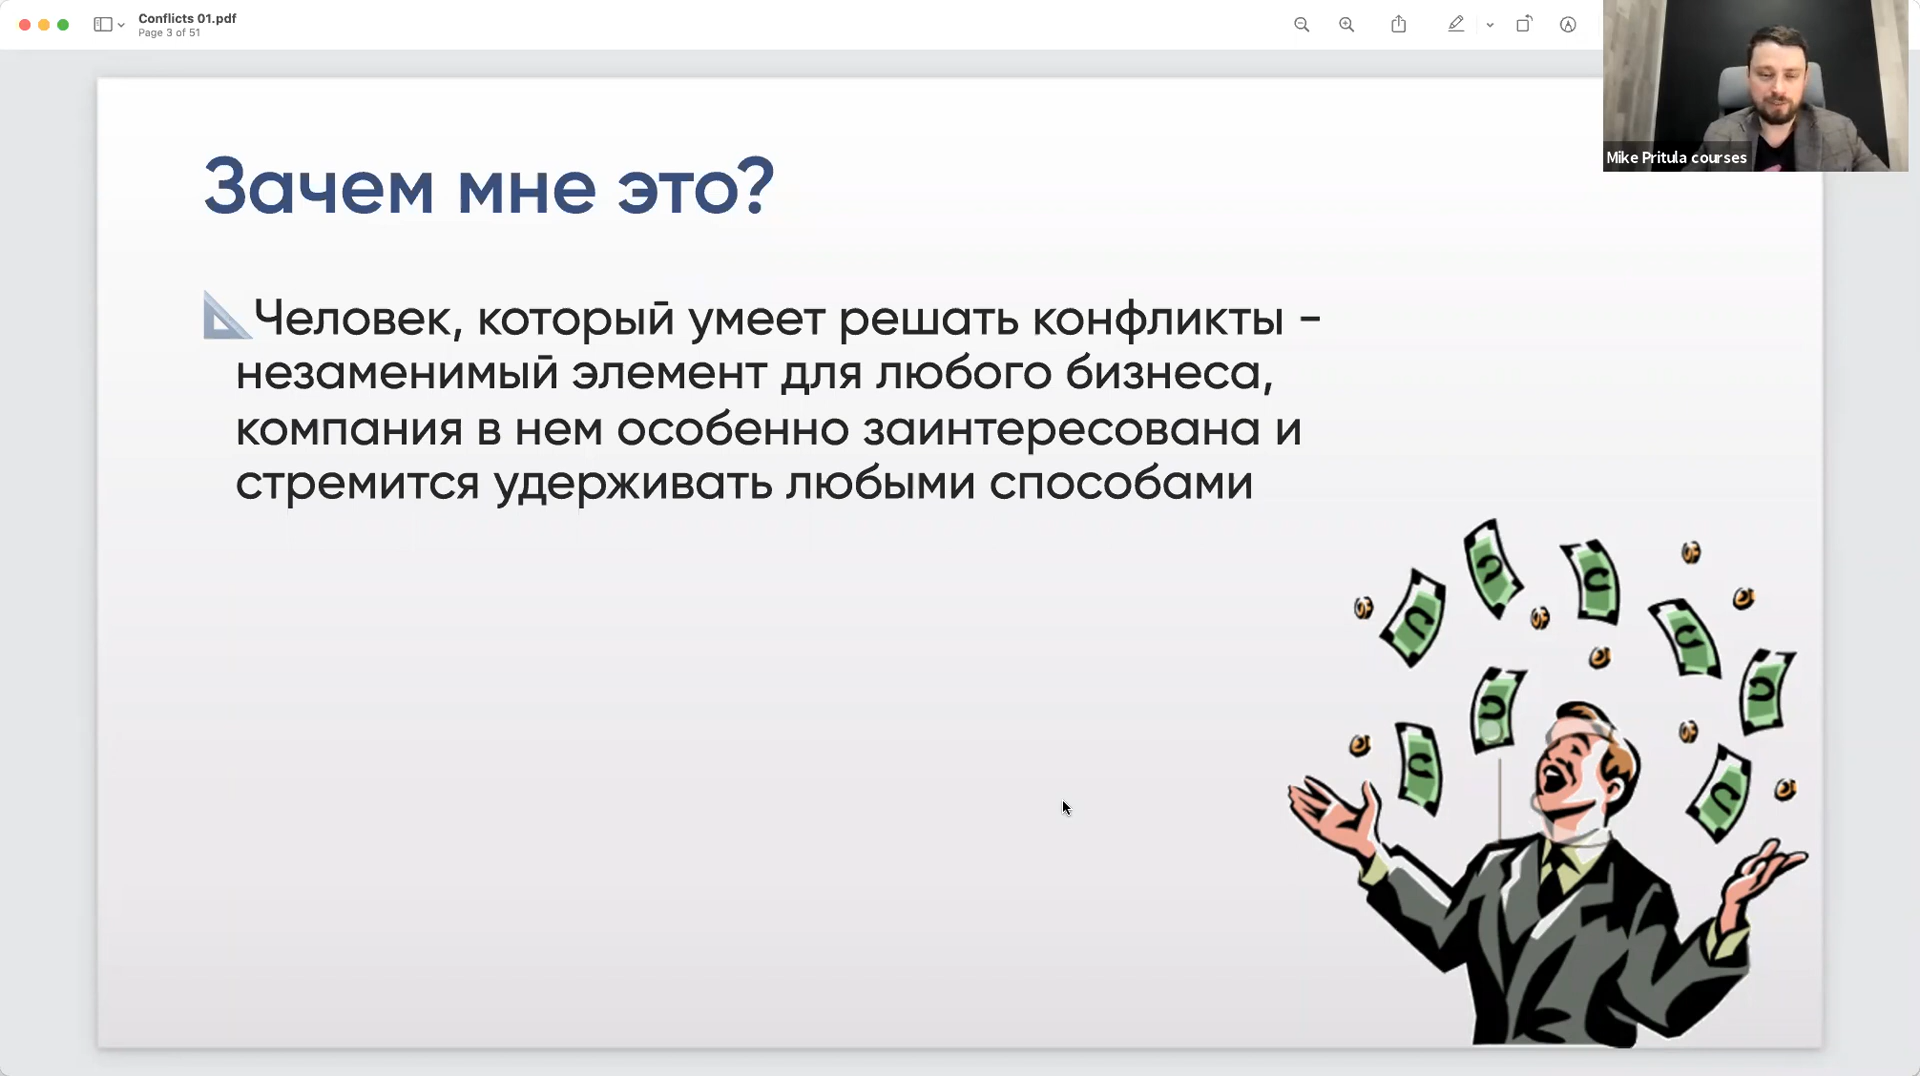 Conflicts 01.pdf
Page 3 of 51
Mike Pritula courses
Зачем мне это?
Человек, который умеет решать конфликты -
незаменимый элемент для любого бизнеса,
компания в нем особенно заинтересована и
стремится удерживать любыми способами